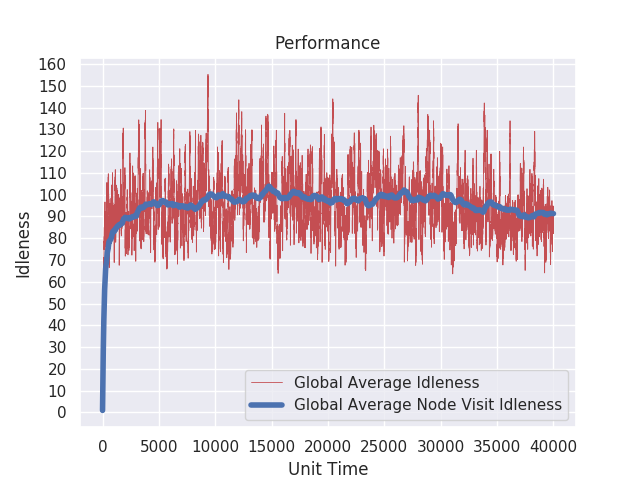 Performance
160
150
140
130
120
110
100
90
80
70
60
50
40
30
20
10
0
Idleness
Global Average Idleness
Global Average Node Visit Idleness
0 5000 10000 15000 20000 25000 30000 35000 40000
Unit Time